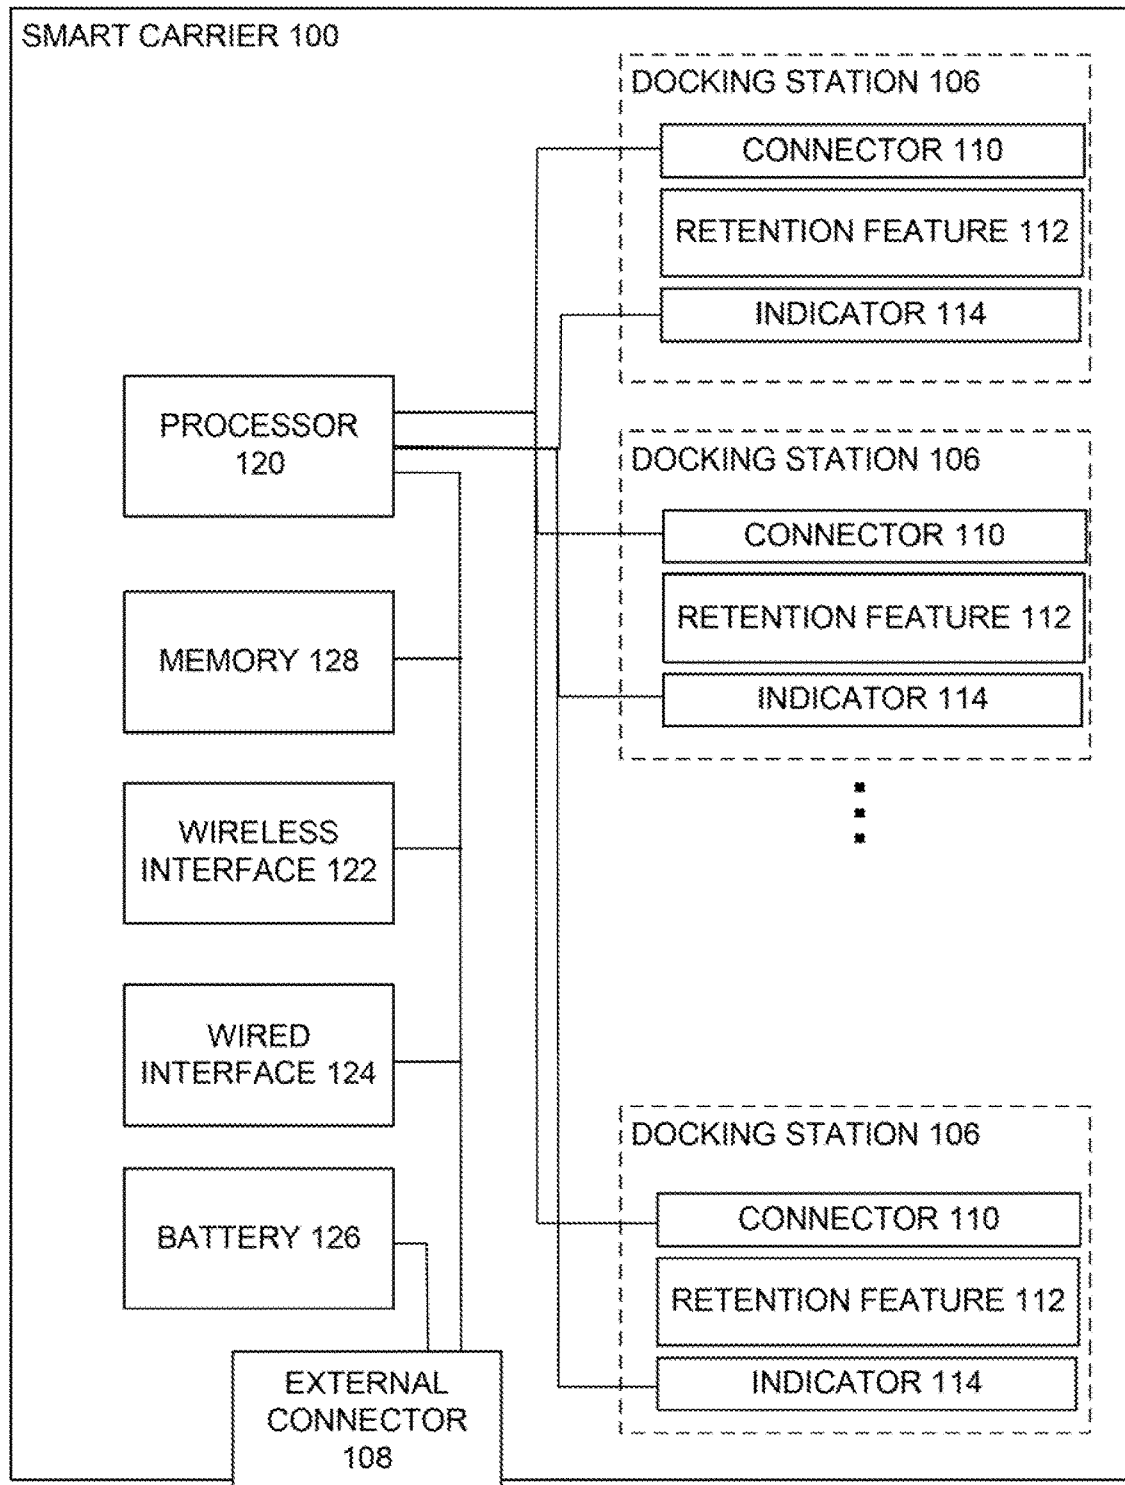 SMART CARRIER 100
DOCKING STATION 106
CONNECTOR 110
RETENTION FEATURE 112
INDICATOR 114
PROCESSOR
120
DOCKING STATION 106
CONNECTOR 110
RETENTION FEATURE 112
INDICATOR 114
MEMORY 128
WIRELESS
INTERFACE 122
WIRED
INTERFACE 124
DOCKING STATION 106
CONNECTOR 110
RETENTION FEATURE 112
INDICATOR 114
BATTERY 126
EXTERNAL
CONNECTOR
108